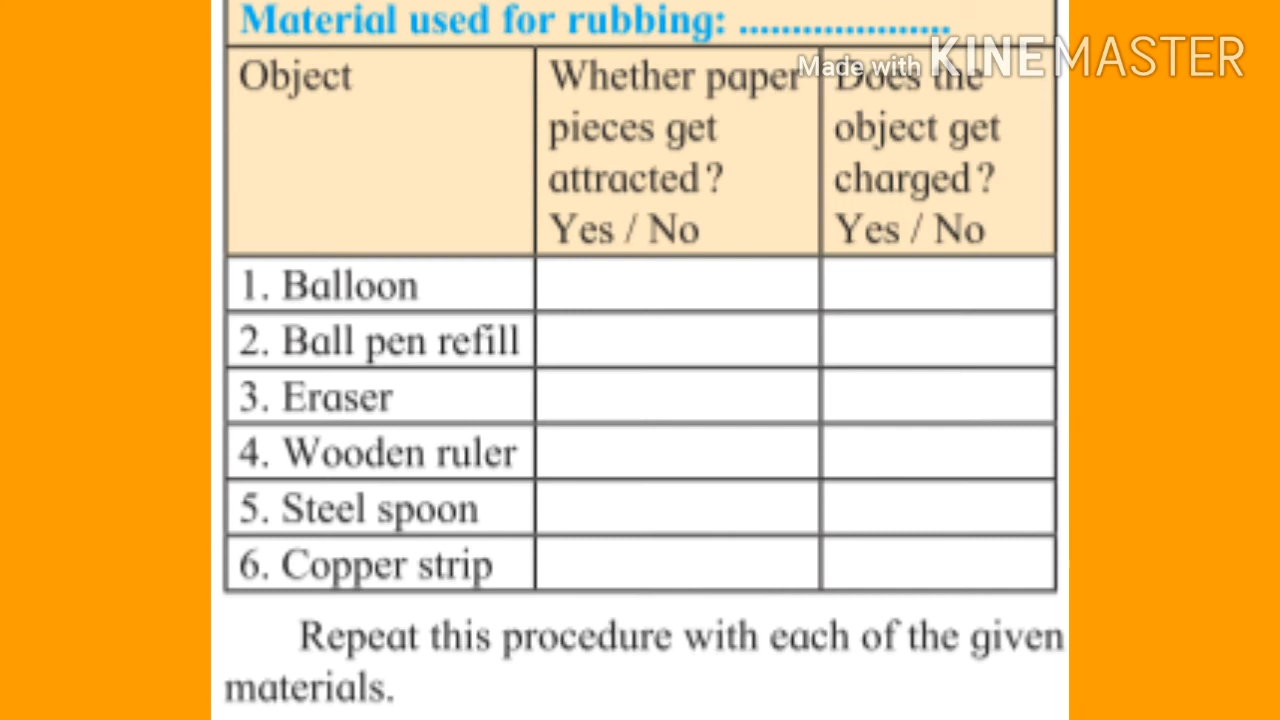 Material used for rubbing: .....................
Made with KINEMASTER
Object
Whether paper
pieces get
attracted?
Yes / No
Does the
object get
charged?
Yes / No
1. Balloon
2. Ball pen refill
3. Eraser
4. Wooden ruler
5. Steel spoon
6. Copper strip
Repeat this procedure with each of the given
materials.